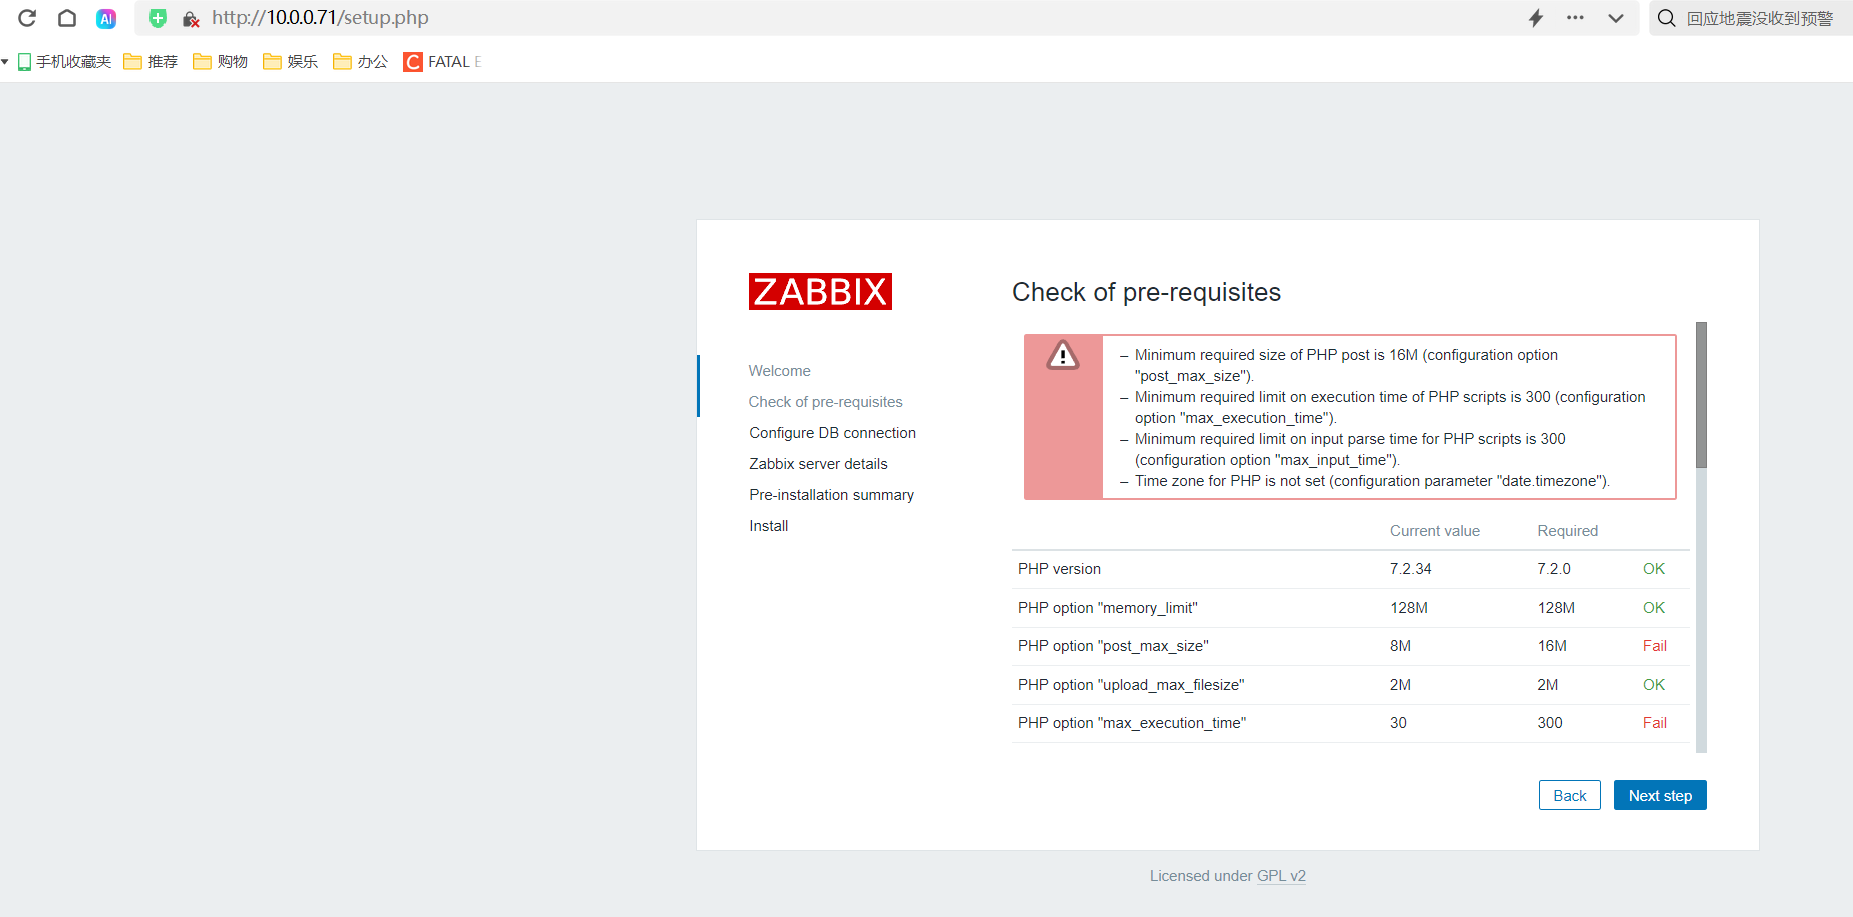 AI
http://10.0.0.71/setup.php
回应地震没收到预警
手机收藏夹
推荐
购物
娱乐
办公
C FATAL E
ZABBIX
Welcome
Check of pre-requisites
Configure DB connection
Zabbix server details
Pre-installation summary
Install
Check of pre-requisites
– Minimum required size of PHP post is 16M (configuration option
"post_max_size").
– Minimum required limit on execution time of PHP scripts is 300 (configuration
option "max_execution_time").
– Minimum required limit on input parse time for PHP scripts is 300
(configuration option "max_input_time").
– Time zone for PHP is not set (configuration parameter "date.timezone").
Current value Required
PHP version 7.2.34 7.2.0 OK
PHP option "memory_limit" 128M 128M OK
PHP option "post_max_size" 8M 16M Fail
PHP option "upload_max_filesize" 2M 2M OK
PHP option "max_execution_time" 30 300 Fail
Back
Next step
Licensed under GPL v2